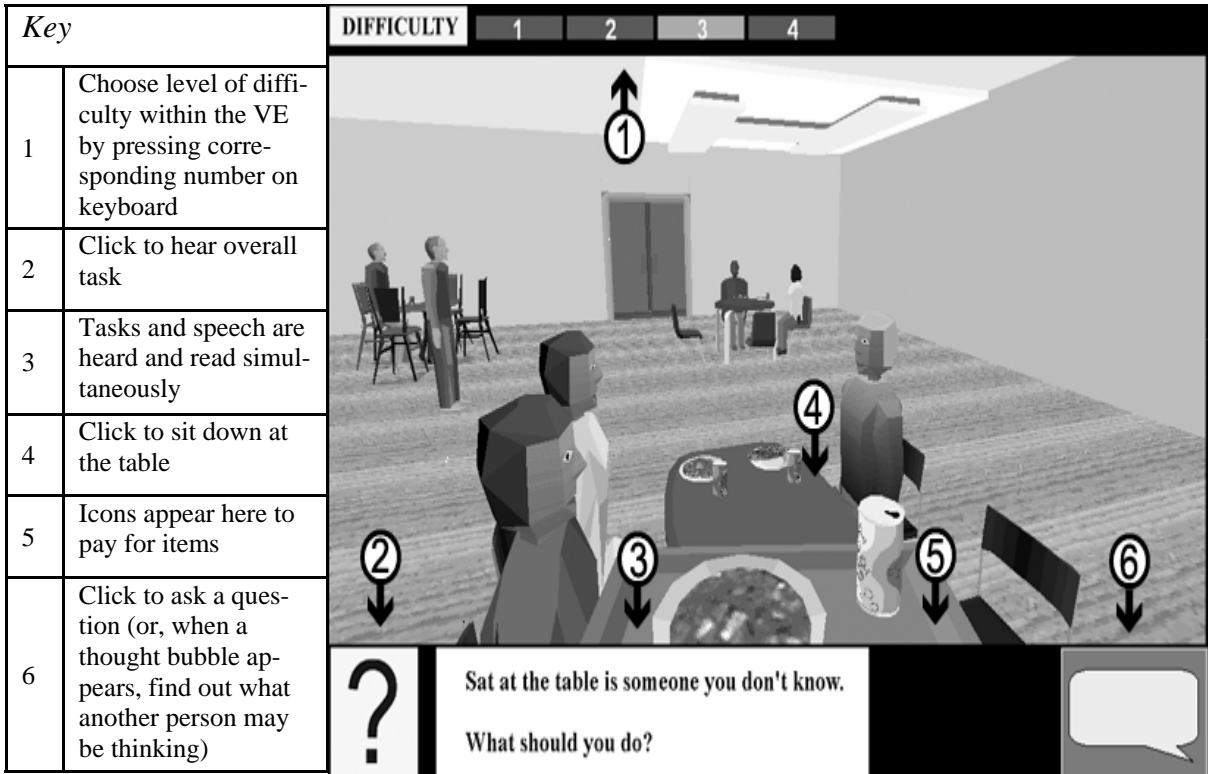 Key
1
Choose level of diffi-
culty within the VE
by pressing corre-
sponding number on
keyboard
2
Click to hear overall
task
3
Tasks and speech are
heard and read simul-
taneously
4
Click to sit down at
the table
5
Icons appear here to
pay for items
6
Click to ask a ques-
tion (or, when a
thought bubble ap-
pears, find out what
another person may
be thinking)
DIFFICULTY 1 2 3 4
1
4
2 3 5 6
?
Sat at the table is someone you don't know.
What should you do?